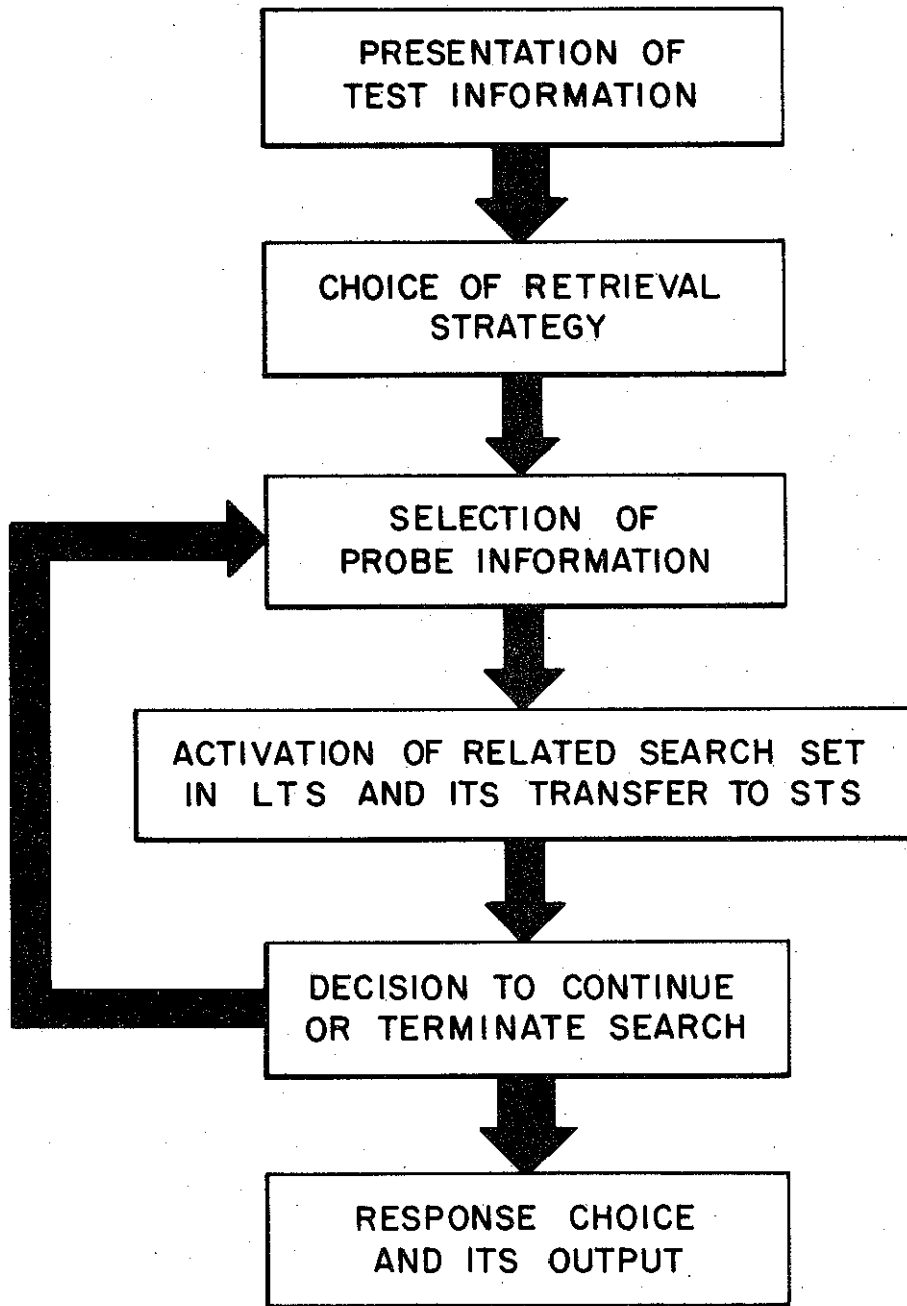 PRESENTATION OF
TEST INFORMATION
CHOICE OF RETRIEVAL
STRATEGY
SELECTION OF
PROBE INFORMATION
ACTIVATION OF RELATED SEARCH SET
IN LTS AND ITS TRANSFER TO STS
DECISION TO CONTINUE
OR TERMINATE SEARCH
RESPONSE CHOICE
AND ITS OUTPUT